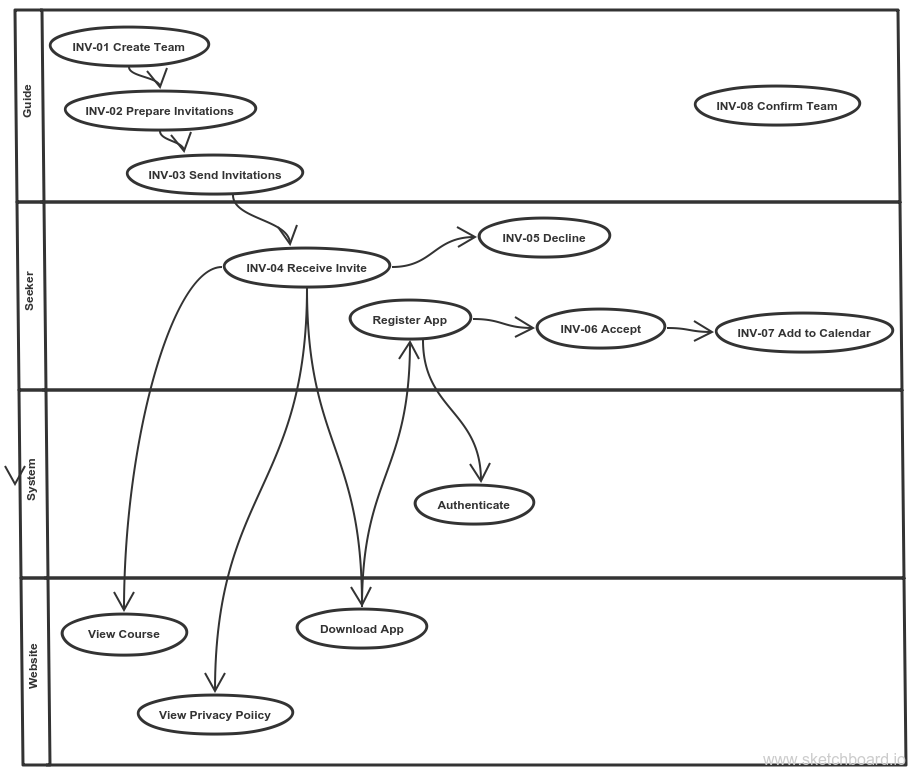 Guide
INV-01 Create Team
INV-02 Prepare Invitations
INV-08 Confirm Team
INV-03 Send Invitations
Seeker
INV-05 Decline
INV-04 Receive Invite
Register App
INV-06 Accept
INV-07 Add to Calendar
System
Authenticate
Website
View Course
Download App
View Privacy Poiicy
www.sketchboard.io